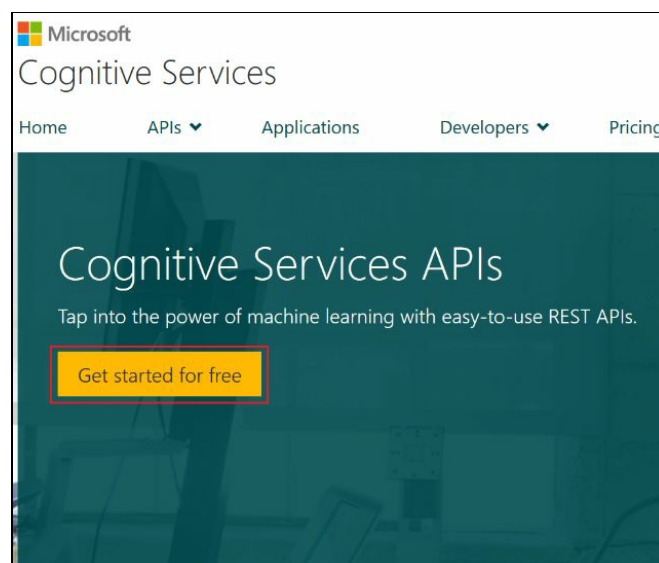 Microsoft
Cognitive Services
Home APIs Applications Developers Pricing
Cognitive Services APIs
Tap into the power of machine learning with easy-to-use REST APIs.
Get started for free